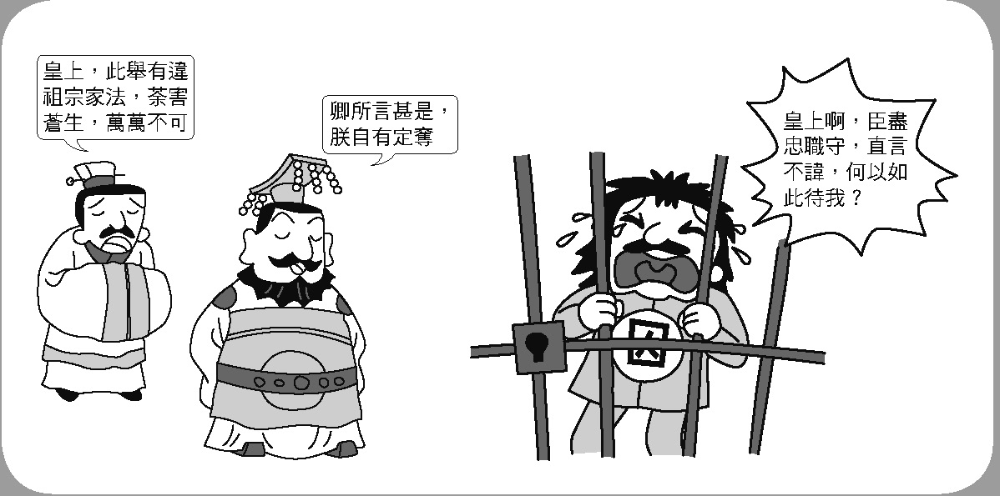 皇上，此舉有違
祖宗家法，荼害
蒼生，萬萬不可
卿所言甚是，
朕自有定奪
皇上啊，臣盡
忠職守，直言
不諱，何以如
此待我？
囚